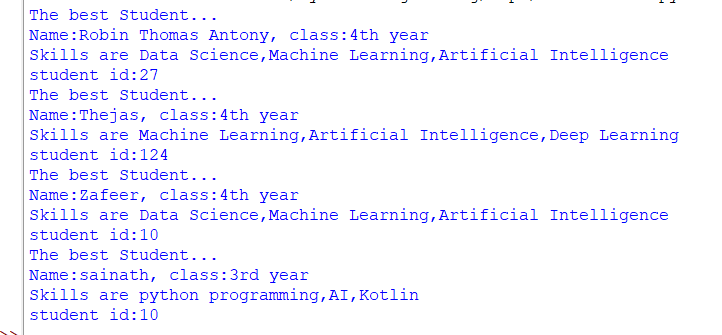 The best Student...
Name:Robin Thomas Antony, class:4th year
Skills are Data Science,Machine Learning,Artificial Intelligence
student id:27
The best Student...
Name:Thejas, class:4th year
Skills are Machine Learning,Artificial Intelligence,Deep Learning
student id:124
The best Student...
Name:Zafeer, class:4th year
Skills are Data Science,Machine Learning,Artificial Intelligence
student id:10
The best Student...
Name:sainath, class:3rd year
Skills are python programming,AI,Kotlin
student id:10
>>